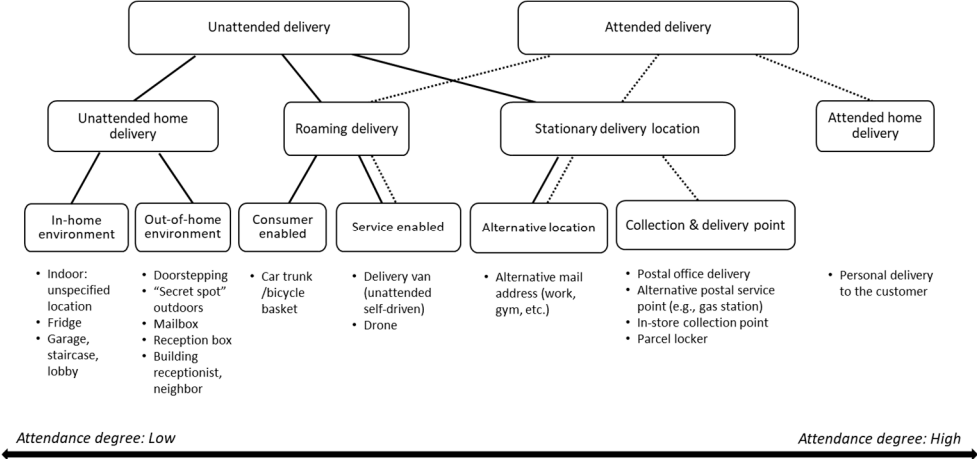 Unattended delivery
Attended delivery
Unattended home
delivery
Roaming delivery
Stationary delivery location
Attended home
delivery
In-home
environment
Out-of-home
environment
Consumer
enabled
Service enabled
Alternative location
Collection & delivery point
• Indoor:
unspecified
location
• Fridge
• Garage,
staircase,
lobby
• Doorstepping
• “Secret spot”
outdoors
• Mailbox
• Reception box
• Building
receptionist,
neighbor
• Car trunk
/bicycle
basket
• Delivery van
(unattended
self-driven)
• Drone
• Alternative mail
address (work,
gym, etc.)
• Postal office delivery
• Alternative postal service
point (e.g., gas station)
• In-store collection point
• Parcel locker
• Personal delivery
to the customer
Attendance degree: Low
Attendance degree: High